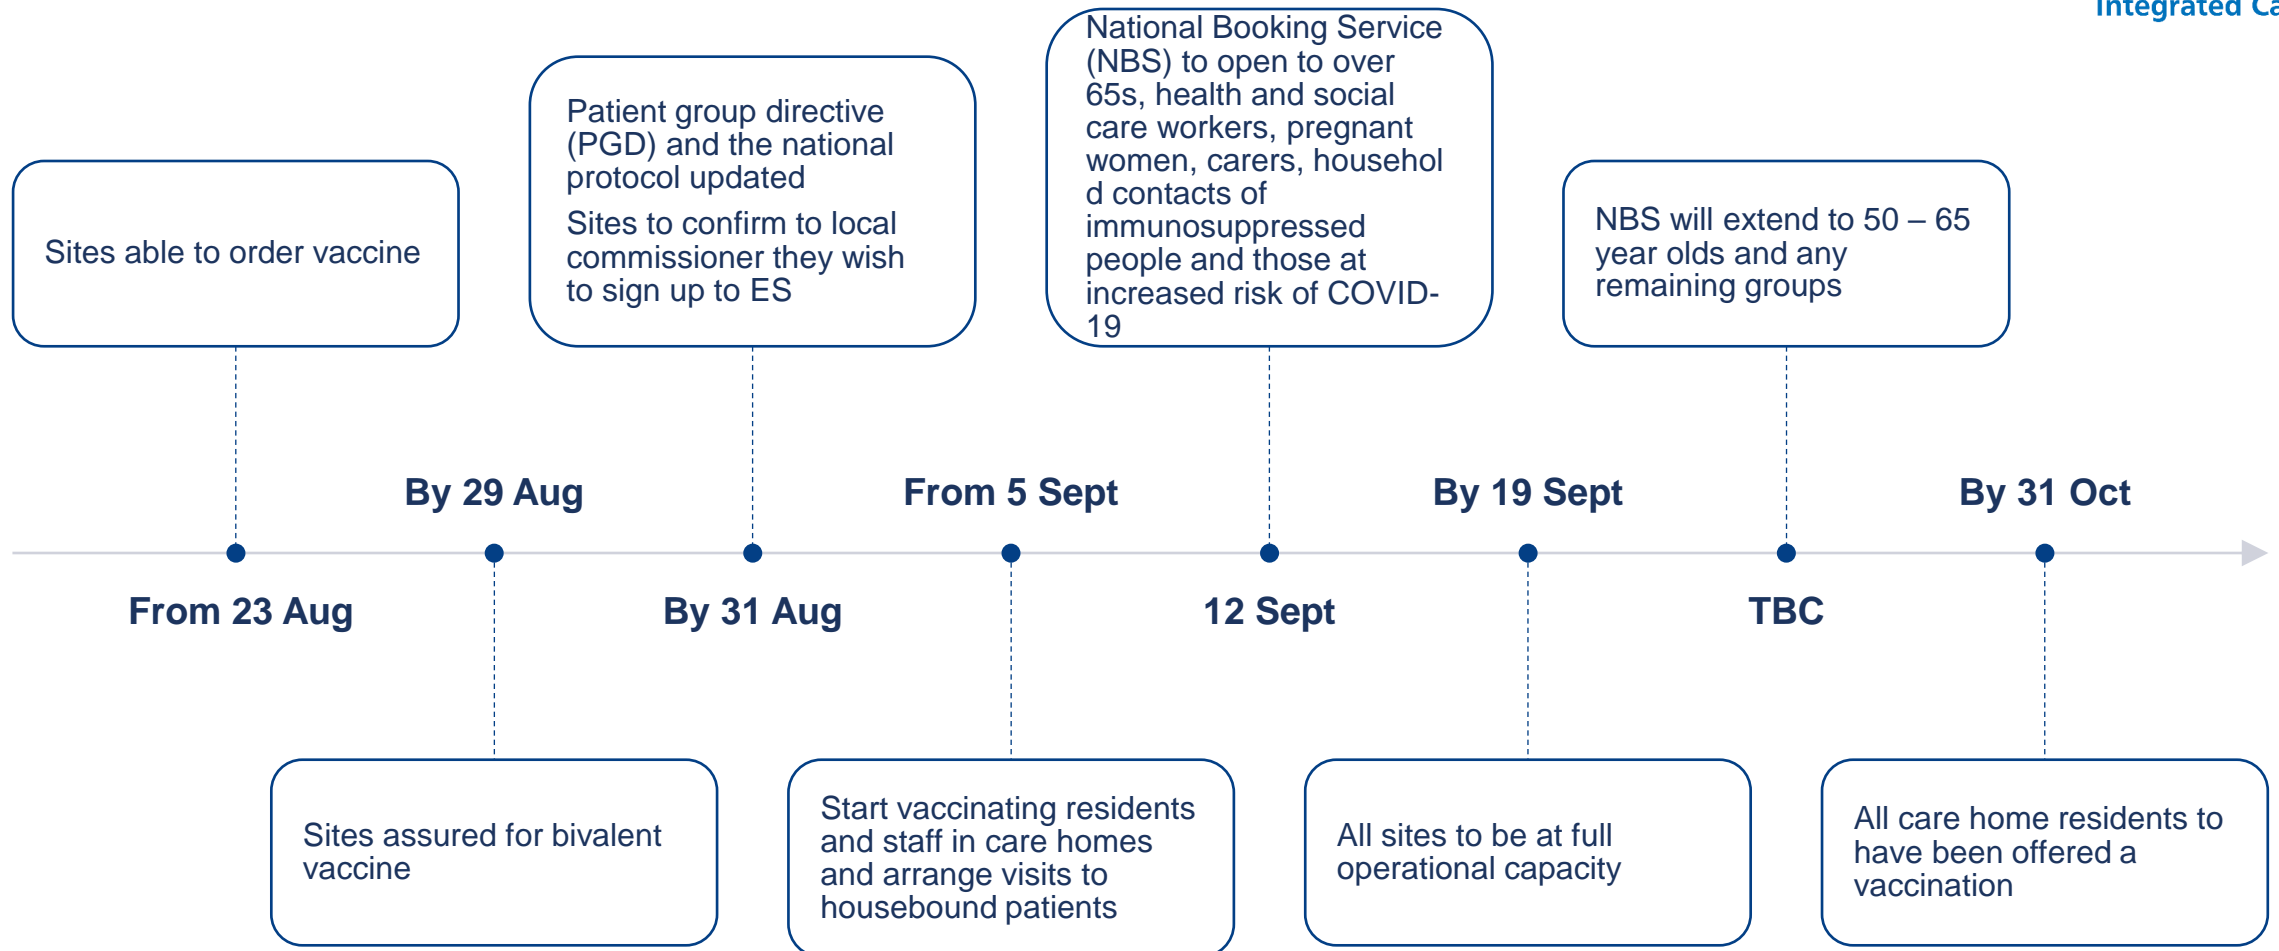 Integrated Ca
National Booking Service
(NBS) to open to over
65s, health and social
care workers, pregnant
women, carers, househol
d contacts of
immunosuppressed
people and those at
increased risk of COVID-
19
Patient group directive
(PGD) and the national
protocol updated
Sites to confirm to local
commissioner they wish
to sign up to ES
Sites able to order vaccine
NBS will extend to 50 – 65
year olds and any
remaining groups
By 29 Aug
From 5 Sept
By 19 Sept
By 31 Oct
From 23 Aug
By 31 Aug
12 Sept
TBC
Sites assured for bivalent
vaccine
Start vaccinating residents
and staff in care homes
and arrange visits to
housebound patients
All sites to be at full
operational capacity
All care home residents to
have been offered a
vaccination